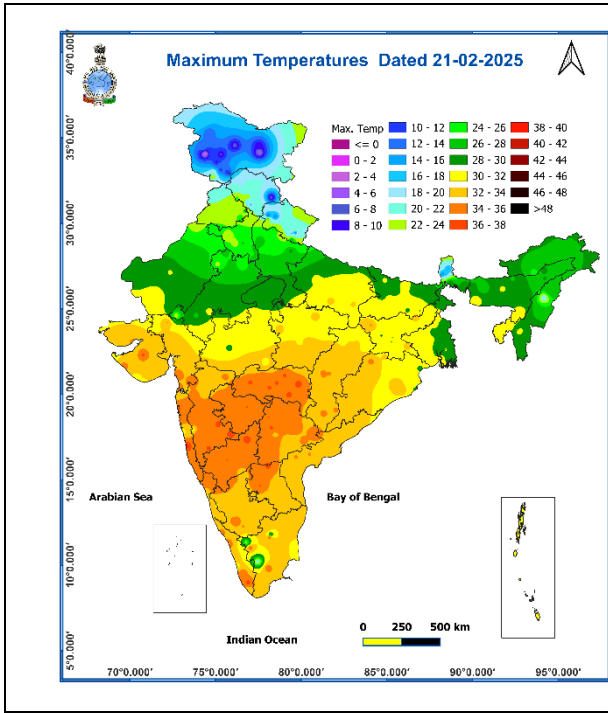 Maximum Temperatures Dated 21-02-2025
Max. Temp
<= 0
0 - 2
2 - 4
4 - 6
6 - 8
8 - 10
10 - 12
12 - 14
14 - 16
16 - 18
18 - 20
20 - 22
22 - 24
24 - 26
26 - 28
28 - 30
30 - 32
32 - 34
34 - 36
36 - 38
38 - 40
40 - 42
42 - 44
44 - 46
46 - 48
>48
40°0.000'
35°0.000'
30°0.000'
25°0.000'
20°0.000'
15°0.000'
10°0.000'
5°0.000'
Arabian Sea
Bay of Bengal
Indian Ocean
0 250 500 km
70°0.000' 75°0.000' 80°0.000' 85°0.000' 90°0.000' 95°0.000'